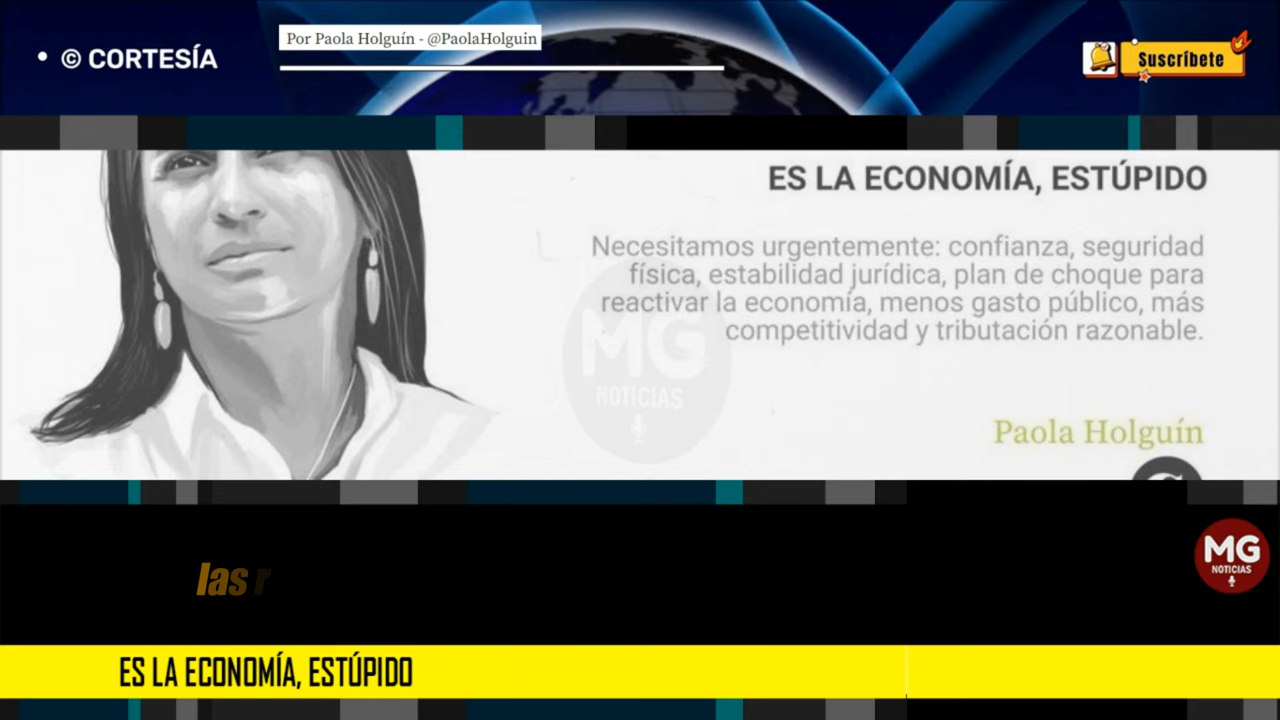 • © CORTESÍA
Por Paola Holguín - @PaolaHolguin
Suscríbete
ES LA ECONOMÍA, ESTÚPIDO
Necesitamos urgentemente: confianza, seguridad
física, estabilidad jurídica, plan de choque para
reactivar la economía, menos gasto público, más
competitividad y tributación razonable.
MG
NOTICIAS
Paola Holguín
las r
MG
NOTICIAS
ES LA ECONOMÍA, ESTÚPIDO